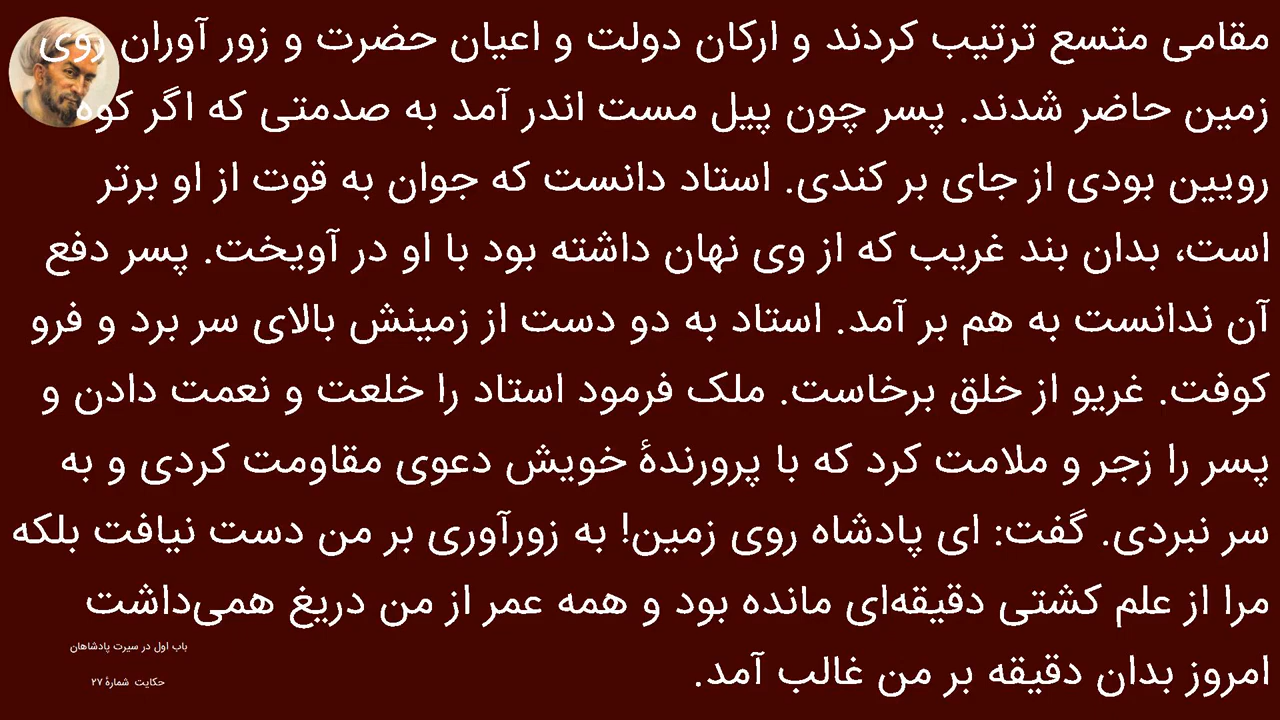 مقامی متسع ترتیب کردند و ارکان دولت و اعیان حضرت و زور آوران روی
زمین حاضر شدند. پسر چون پیل مست اندر آمد به صدمتی که اگر کوه
رویین بودی از جای بر کندی. استاد دانست که جوان به قوت از او برتر
است، بدان بند غریب که از وی نهان داشته بود با او در آویخت. پسر دفع
آن ندانست به هم بر آمد. استاد به دو دست از زمینش بالای سر برد و فرو
کوفت. غریو از خلق برخاست. ملک فرمود استاد را خلعت و نعمت دادن و
پسر را زجر و ملامت کرد که با پرورندهٔ خویش دعوی مقاومت کردی و به
سر نبردی. گفت: ای پادشاه روی زمین! به زورآوری بر من دست نیافت بلکه
مرا از علم کشتی دقیقه‌ای مانده بود و همه عمر از من دریغ همی‌داشت
امروز بدان دقیقه بر من غالب آمد.
باب اول در سیرت پادشاهان
حکایت شمارهٔ ۲۷